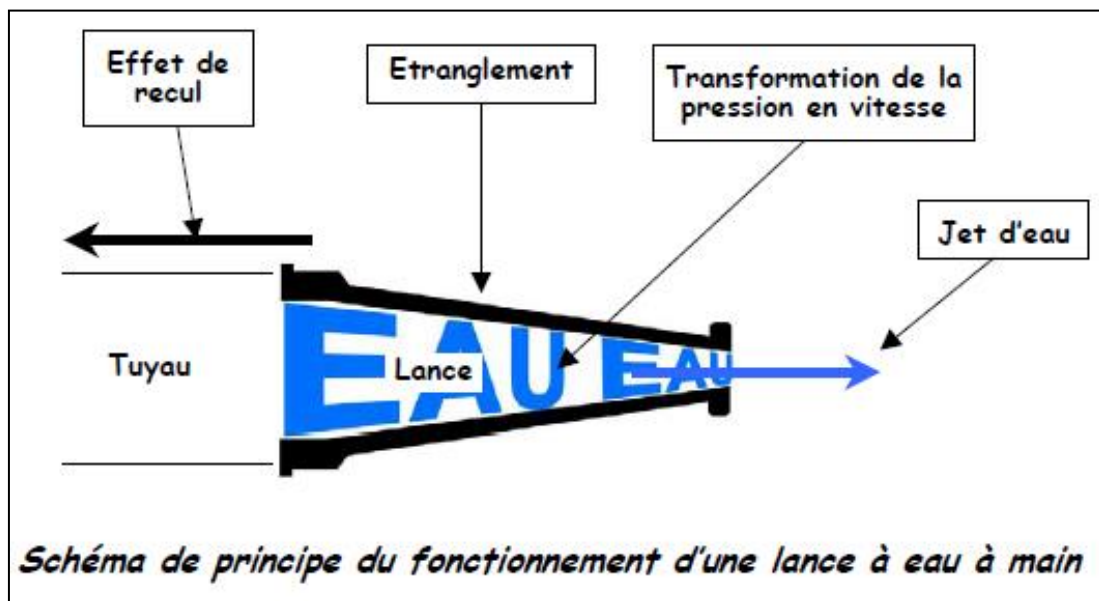 Effet de
recul
Etranglement
Transformation de la
pression en vitesse
Jet d'eau
Tuyau
Lance
EAU EAU
Schéma de principe du fonctionnement d'une lance à eau à main